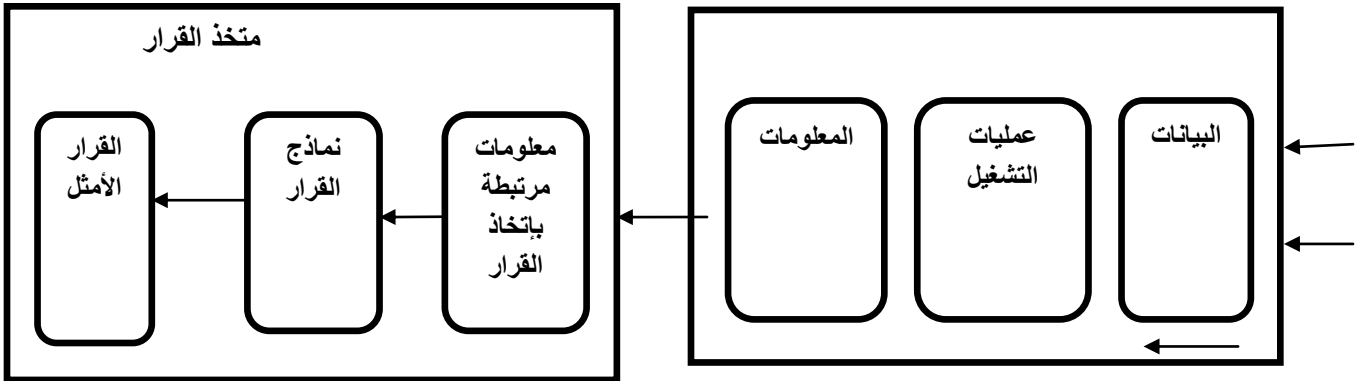 متخذ القرار
البيانات
عمليات
التشغيل
المعلومات
معلومات
مرتبطة
بإتخاذ
القرار
نماذج
القرار
القرار
الأمثل